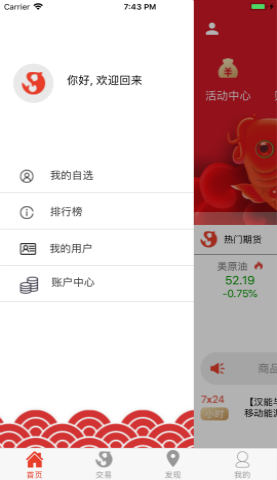 Carrier
7:43 PM
你好, 欢迎回来
我的自选
排行榜
我的用户
账户中心
活动中心
热门期货
美原油
52.19
-0.75%
商品
7x24
小时
【汉能与
移动能源
首页
交易
发现
我的